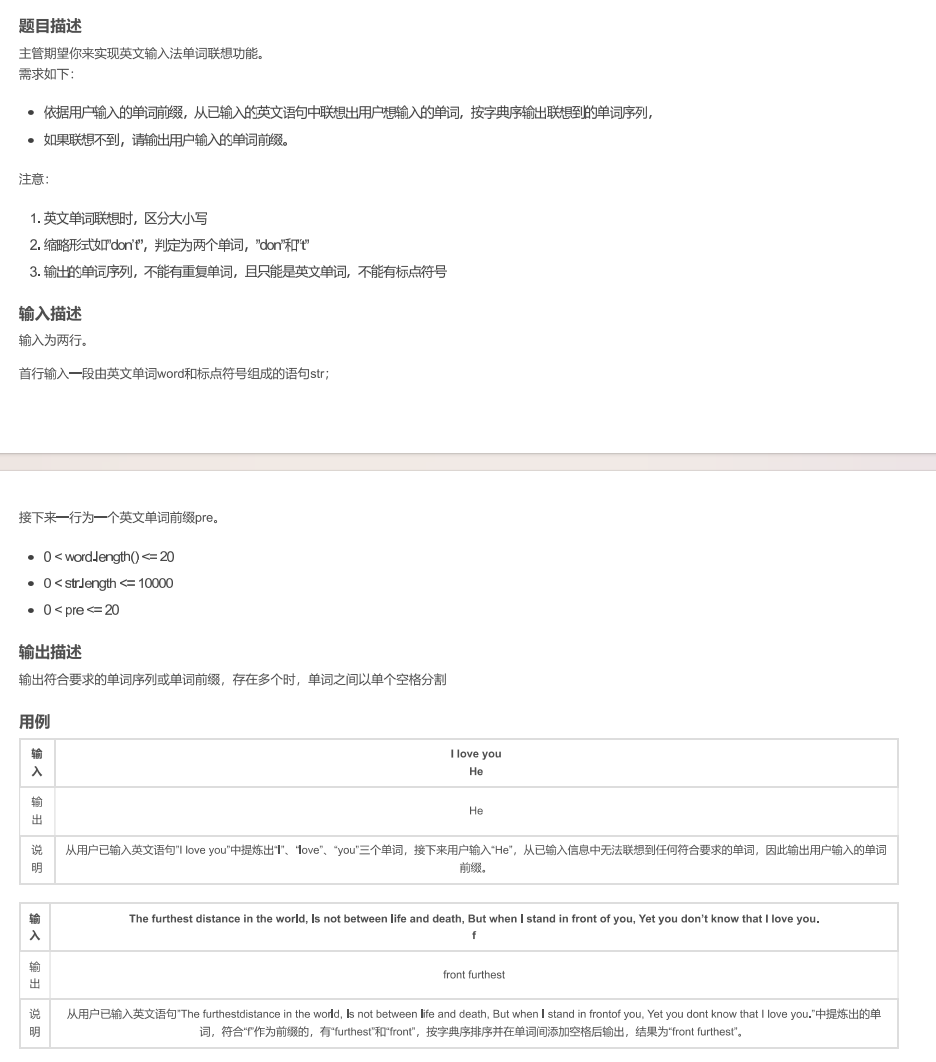 题目描述
主管期望你来实现英文输入法单词联想功能。
需求如下：
• 依据用户输入的单词前缀，从已输入的英文语句中联想出用户想输入的单词，按字典序输出联想到的单词序列，
• 如果联想不到，请输出用户输入的单词前缀。
注意：
1. 英文单词联想时，区分大小写
2. 缩略形式如"don't"，判定为两个单词，"don"和"t"
3. 输出的单词序列，不能有重复单词，且只能是英文单词，不能有标点符号
输入描述
输入为两行。
首行输入一段由英文单词word和标点符号组成的语句str；
接下来一行为一个英文单词前缀pre。
• 0 < word.length() <= 20
• 0 < str.length <= 10000
• 0 < pre <= 20
输出描述
输出符合要求的单词序列或单词前缀，存在多个时，单词之间以单个空格分割
用例
输入
I love you
He
输出
He
说明
从用户已输入英文语句"I love you"中提炼出"I"、"love"、"you"三个单词，接下来用户输入"He"，从已输入信息中无法联想到任何符合要求的单词，因此输出用户输入的单词
前缀。
输入
The furthest distance in the world, Is not between life and death, But when I stand in front of you, Yet you don't know that I love you.
f
输出
front furthest
说明
从用户已输入英文语句"The furthestdistance in the world, Is not between life and death, But when I stand in frontof you, Yet you dont know that I love you."中提炼出的单
词，符合"f"作为前缀的，有"furthest"和"front"，按字典序排序并在单词间添加空格后输出，结果为"front furthest"。